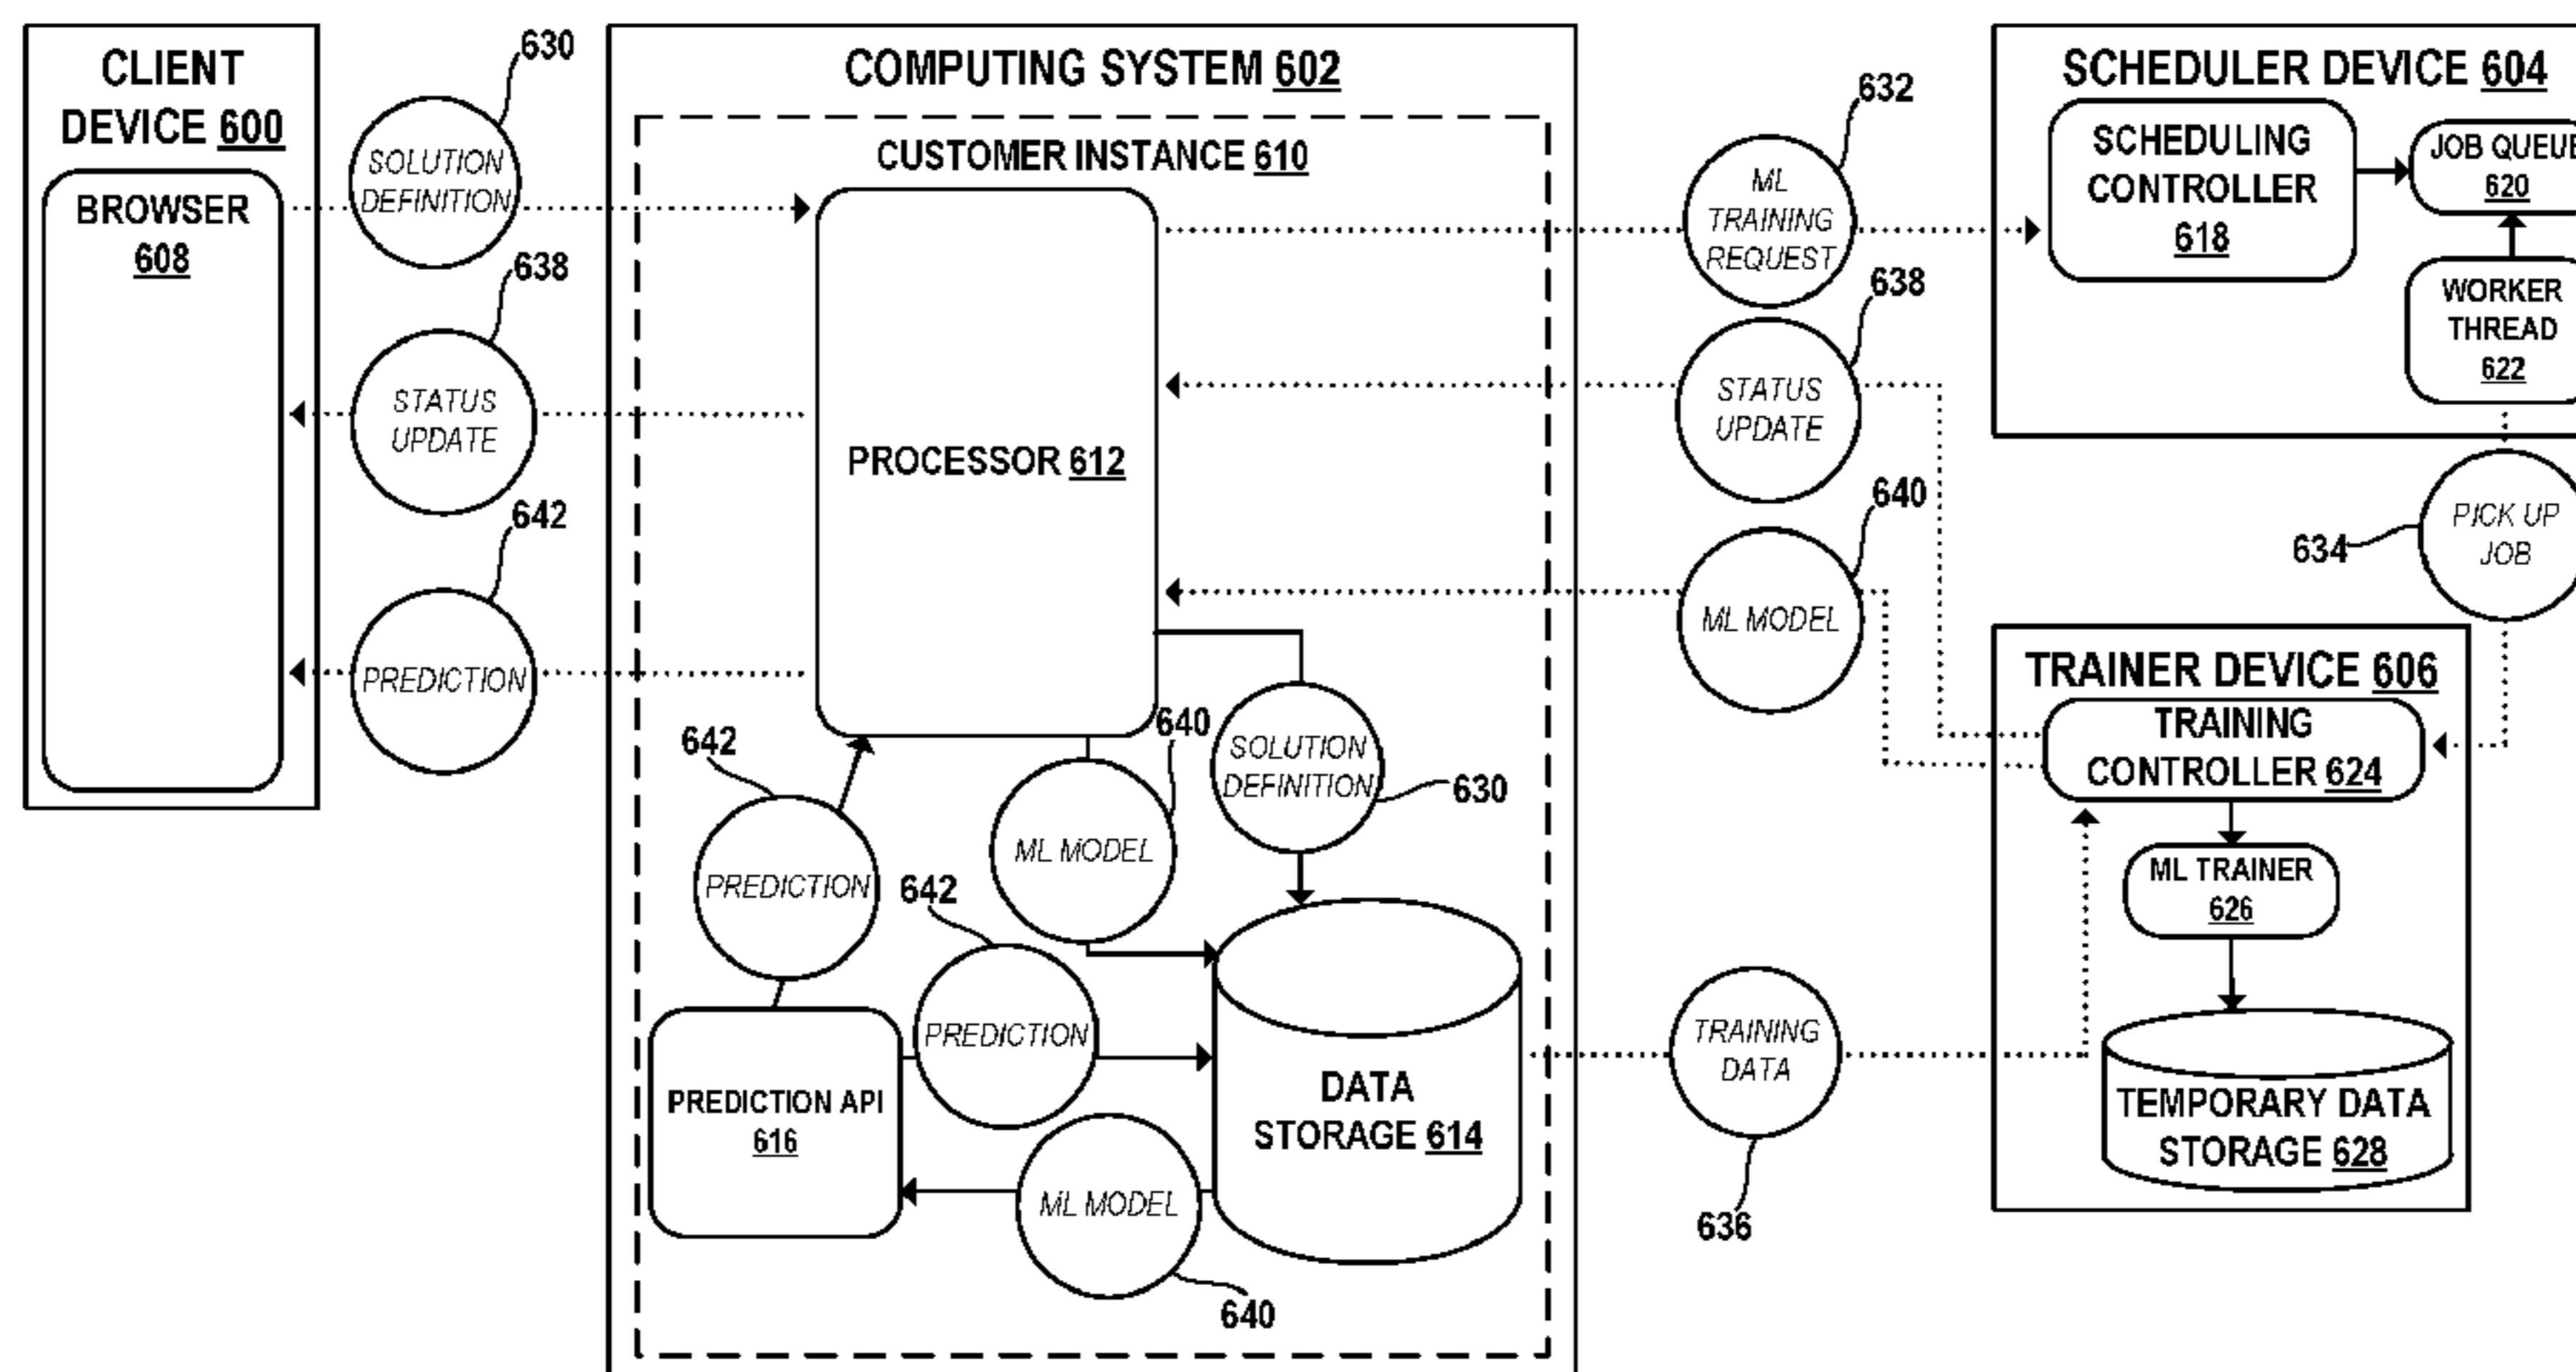 CLIENT
DEVICE 600
BROWSER
608
630
SOLUTION
DEFINITION
638
STATUS
UPDATE
642
PREDICTION
COMPUTING SYSTEM 602
CUSTOMER INSTANCE 610
PROCESSOR 612
642
PREDICTION
640
ML MODEL
SOLUTION
DEFINITION
630
642
PREDICTION
PREDICTION API
616
ML MODEL
640
DATA
STORAGE 614
632
ML
TRAINING
REQUEST
638
STATUS
UPDATE
640
ML MODEL
TRAINING
DATA
636
SCHEDULER DEVICE 604
SCHEDULING
CONTROLLER
618
JOB QUEUE
620
WORKER
THREAD
622
634
PICK UP
JOB
TRAINER DEVICE 606
TRAINING
CONTROLLER 624
ML TRAINER
626
TEMPORARY DATA
STORAGE 628